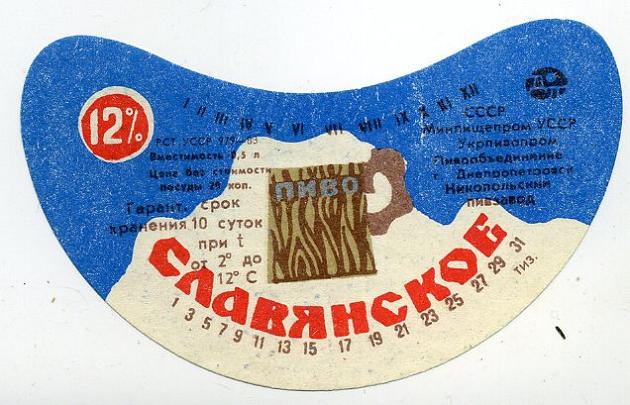 I II III IV V VI VII VIII IX X XI XII
12%
РСТ УССР
Вместимость 0,5 л
Цена без стоимости
посуды 29 коп.
Гарант. срок
хранения 10 суток
при t
от 2° до
12°С
СССР
Минпищепром УССР
Укрпивопром
Пивообъединение
г. Днепропетровск
Никопольский
пивзавод
ПИВО
СЛАВЯНСКОЕ
1 3 5 7 9 11 13 15 17 19 21 23 25 27 29 31
тиз.